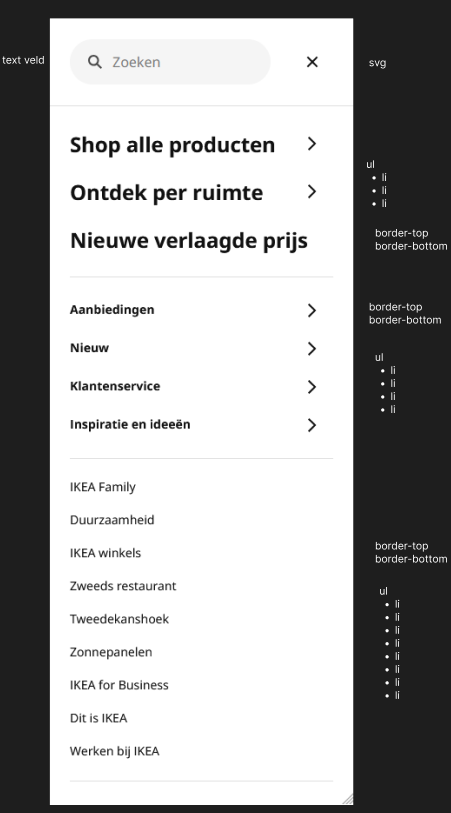 text veld
Zoeken
svg
Shop alle producten
Ontdek per ruimte
Nieuwe verlaagde prijs
ul
• li
• li
• li
border-top
border-bottom
Aanbiedingen
Nieuw
Klantenservice
Inspiratie en ideeën
border-top
border-bottom
ul
• li
• li
• li
• li
IKEA Family
Duurzaamheid
IKEA winkels
Zweeds restaurant
Tweedekanshoek
Zonnepanelen
IKEA for Business
Dit is IKEA
Werken bij IKEA
border-top
border-bottom
ul
• li
• li
• li
• li
• li
• li
• li
• li